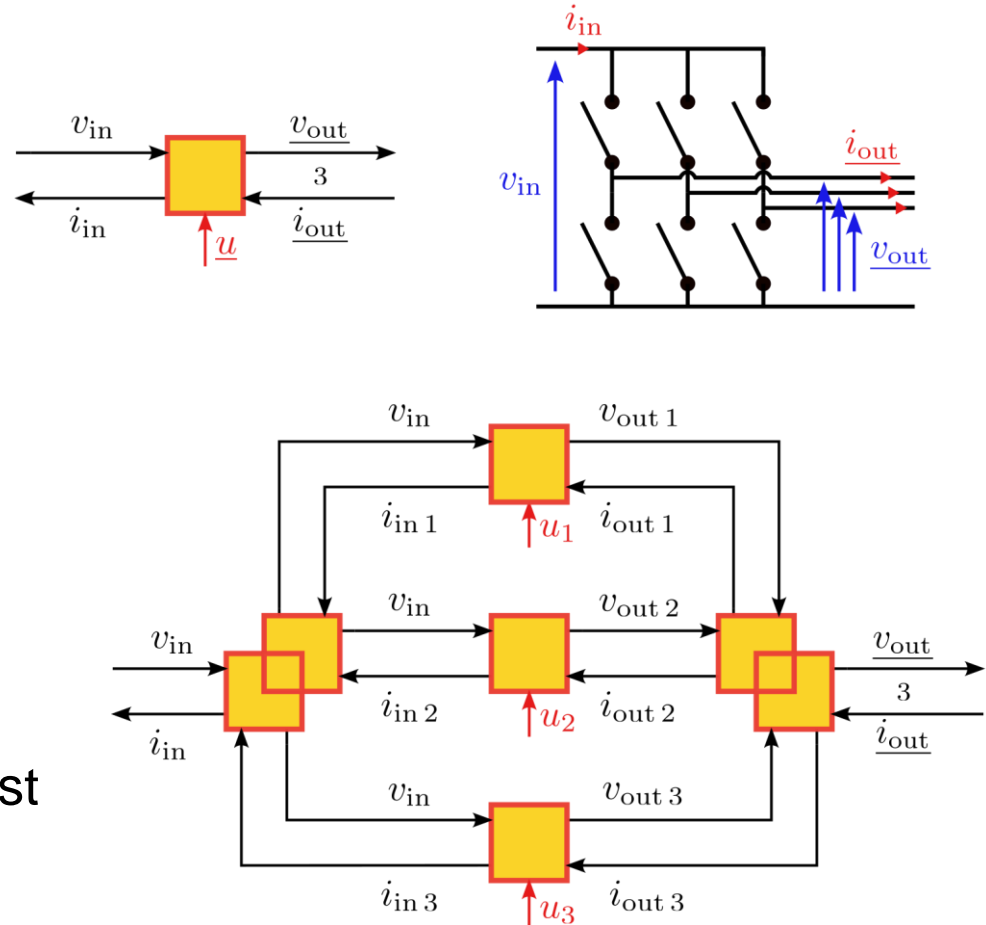 v_in v_out
3
i_in i_out
u
i_in
i_out
v_in
v_out
v_in v_out 1
i_in 1 u_1 i_out 1
v_in v_out 2
v_in v_out
3
i_in 2 u_2 i_out 2
i_in i_out
st
v_in v_out 3
i_in 3 u_3 i_out 3